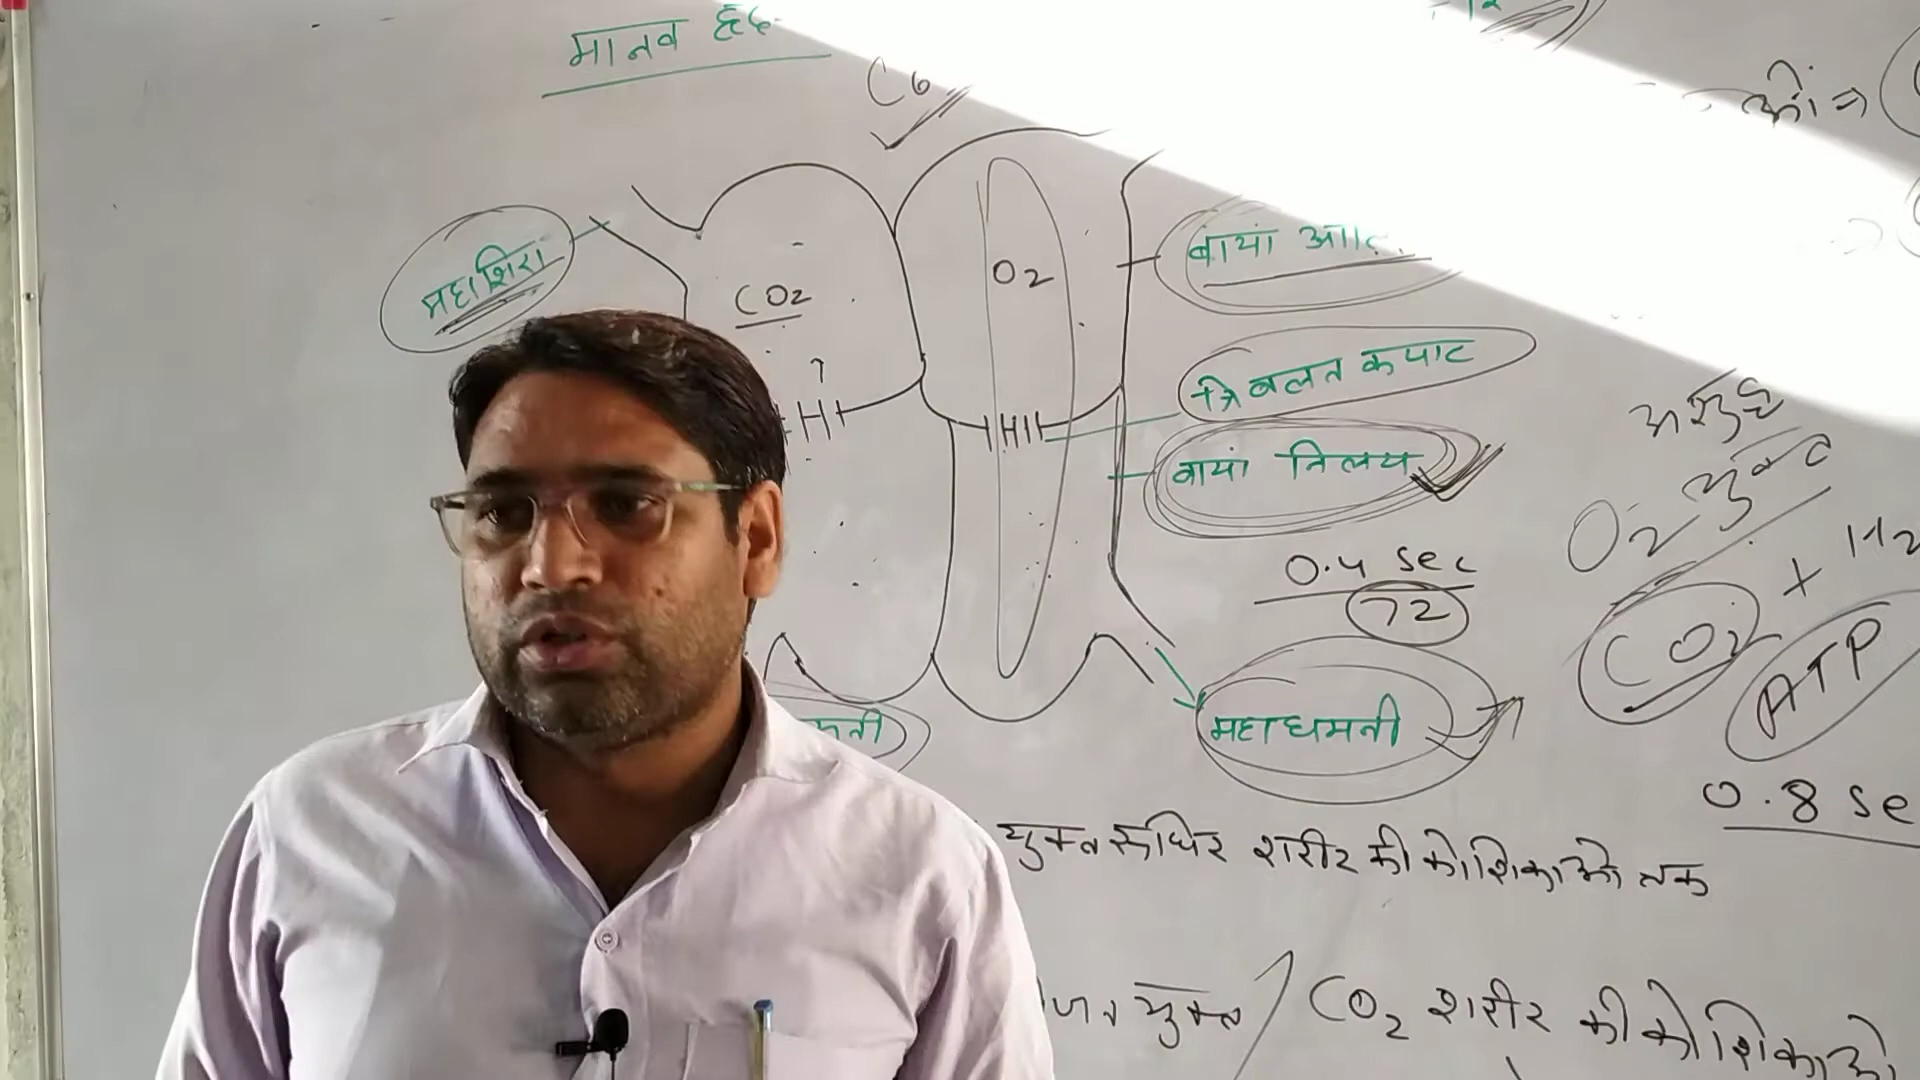 मानव
CO2
O2
महाशिरा
बायां
त्रिवलन कपाट
बायां निलय
0.4 sec
72
अशुद्ध
O2 युक्त
CO2 + H2
ATP
महाधमनी
0.8 se
युक्त रूधिर शरीर की कोशिकाओं तक
युक्त / CO2 शरीर की कोशिकाओं